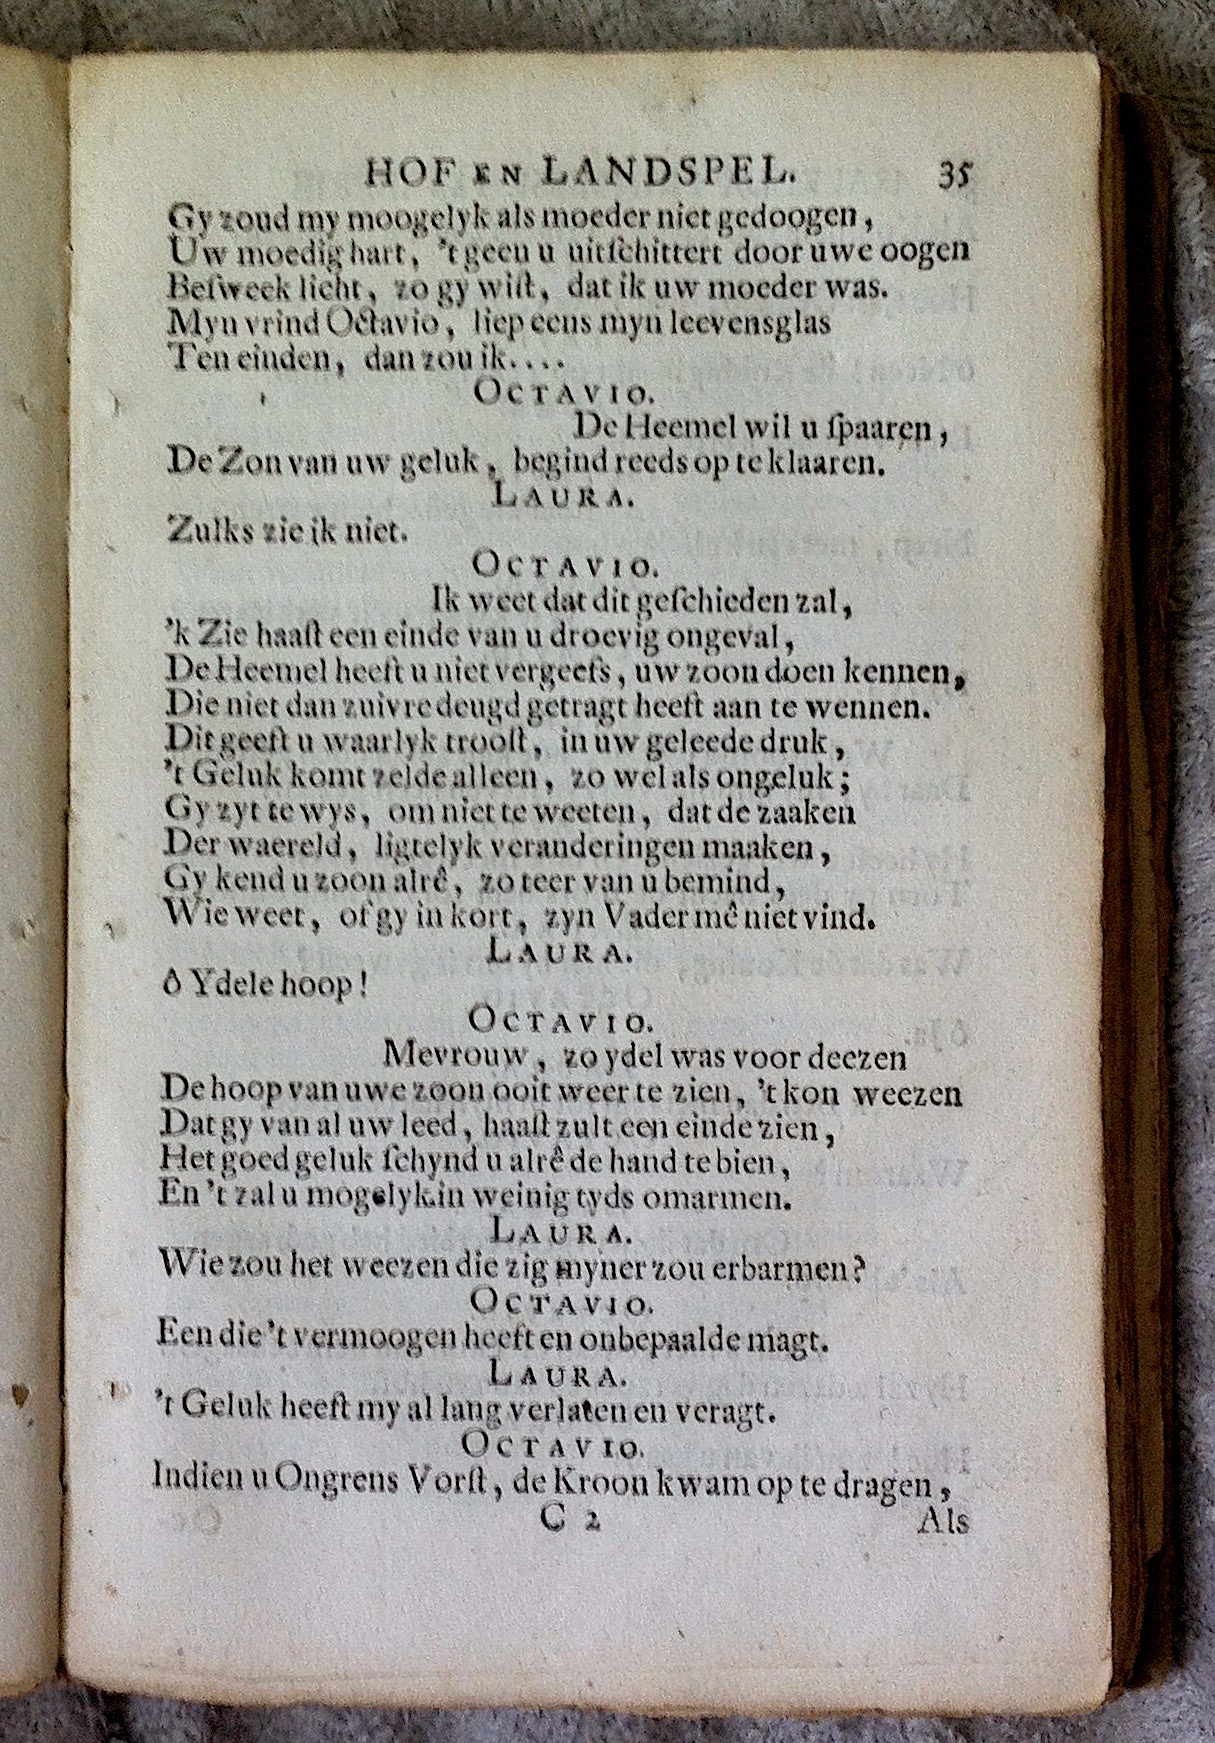 HOF EN LANDSPEL. 35
Gy zoud my moogelyk als moeder niet gedoogen,
Uw moedig hart, 't geen u uitſchittert door uwe oogen
Beſweek licht, zo gy wiſt, dat ik uw moeder was.
Myn vrind Octavio, liep eens myn leevensglas
Ten einden, dan zou ik....
OCTAVIO.
De Heemel wil u ſpaaren,
De Zon van uw geluk, begind reeds op te klaaren.
LAURA.
Zulks zie ik niet.
OCTAVIO.
Ik weet dat dit geſchieden zal,
'k Zie haaſt een einde van u droevig ongeval,
De Heemel heeft u niet vergeefs, uw zoon doen kennen,
Die niet dan zuivre deugd getragt heeft aan te wennen.
Dit geeft u waarlyk trooſt, in uw geleede druk,
't Geluk komt zelde alleen, zo wel als ongeluk;
Gy zyt te wys, om niet te weeten, dat de zaaken
Der waereld, ligtelyk veranderingen maaken,
Gy kend u zoon alrê, zo teer van u bemind,
Wie weet, of gy in kort, zyn Vader mê niet vind.
LAURA.
ô Ydele hoop!
OCTAVIO.
Mevrouw, zo ydel was voor deezen
De hoop van uwe zoon ooit weer te zien, 't kon weezen
Dat gy van al uw leed, haaſt zult een einde zien,
Het goed geluk ſchynd u alrê de hand te bien,
En 't zal u mogelyk in weinig tyds omarmen.
LAURA.
Wie zou het weezen die zig myner zou erbarmen?
OCTAVIO.
Een die 't vermoogen heeft en onbepaalde magt.
LAURA.
't Geluk heeft my al lang verlaten en veragt.
OCTAVIO.
Indien u Ongrens Vorſt, de Kroon kwam op te dragen,
C 2 Als